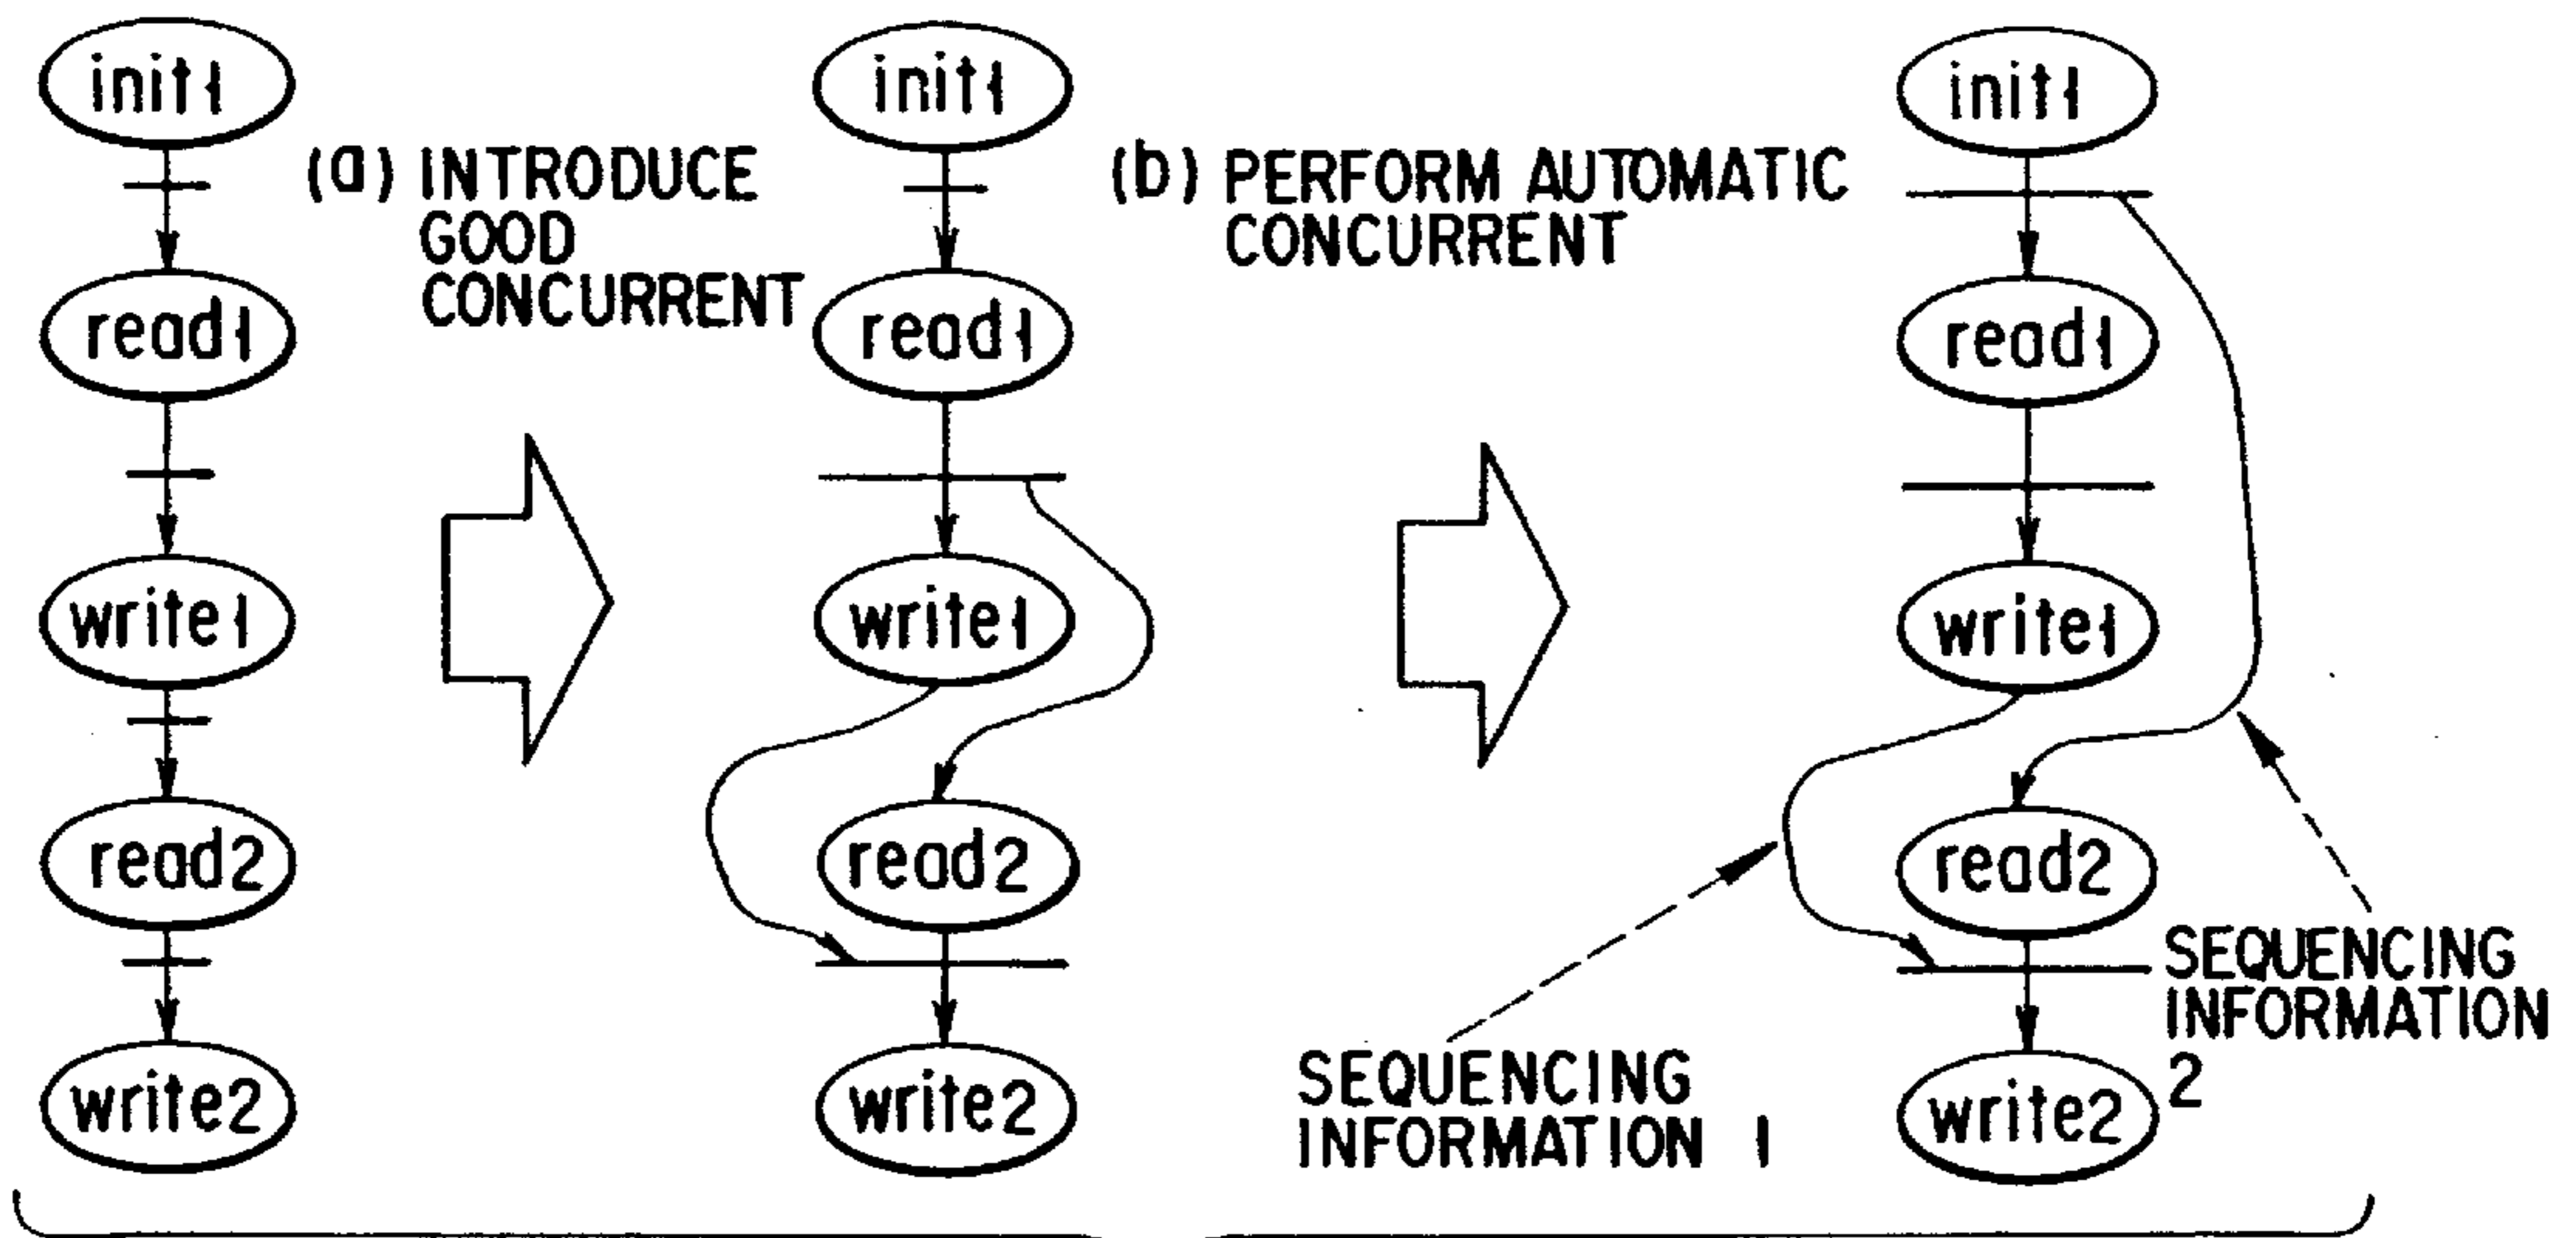 init1
read1
write1
read2
write2
(a) INTRODUCE
GOOD
CONCURRENT
init1
read1
write1
read2
write2
(b) PERFORM AUTOMATIC
CONCURRENT
init1
read1
write1
read2
write2
SEQUENCING
INFORMATION 1
SEQUENCING
INFORMATION
2